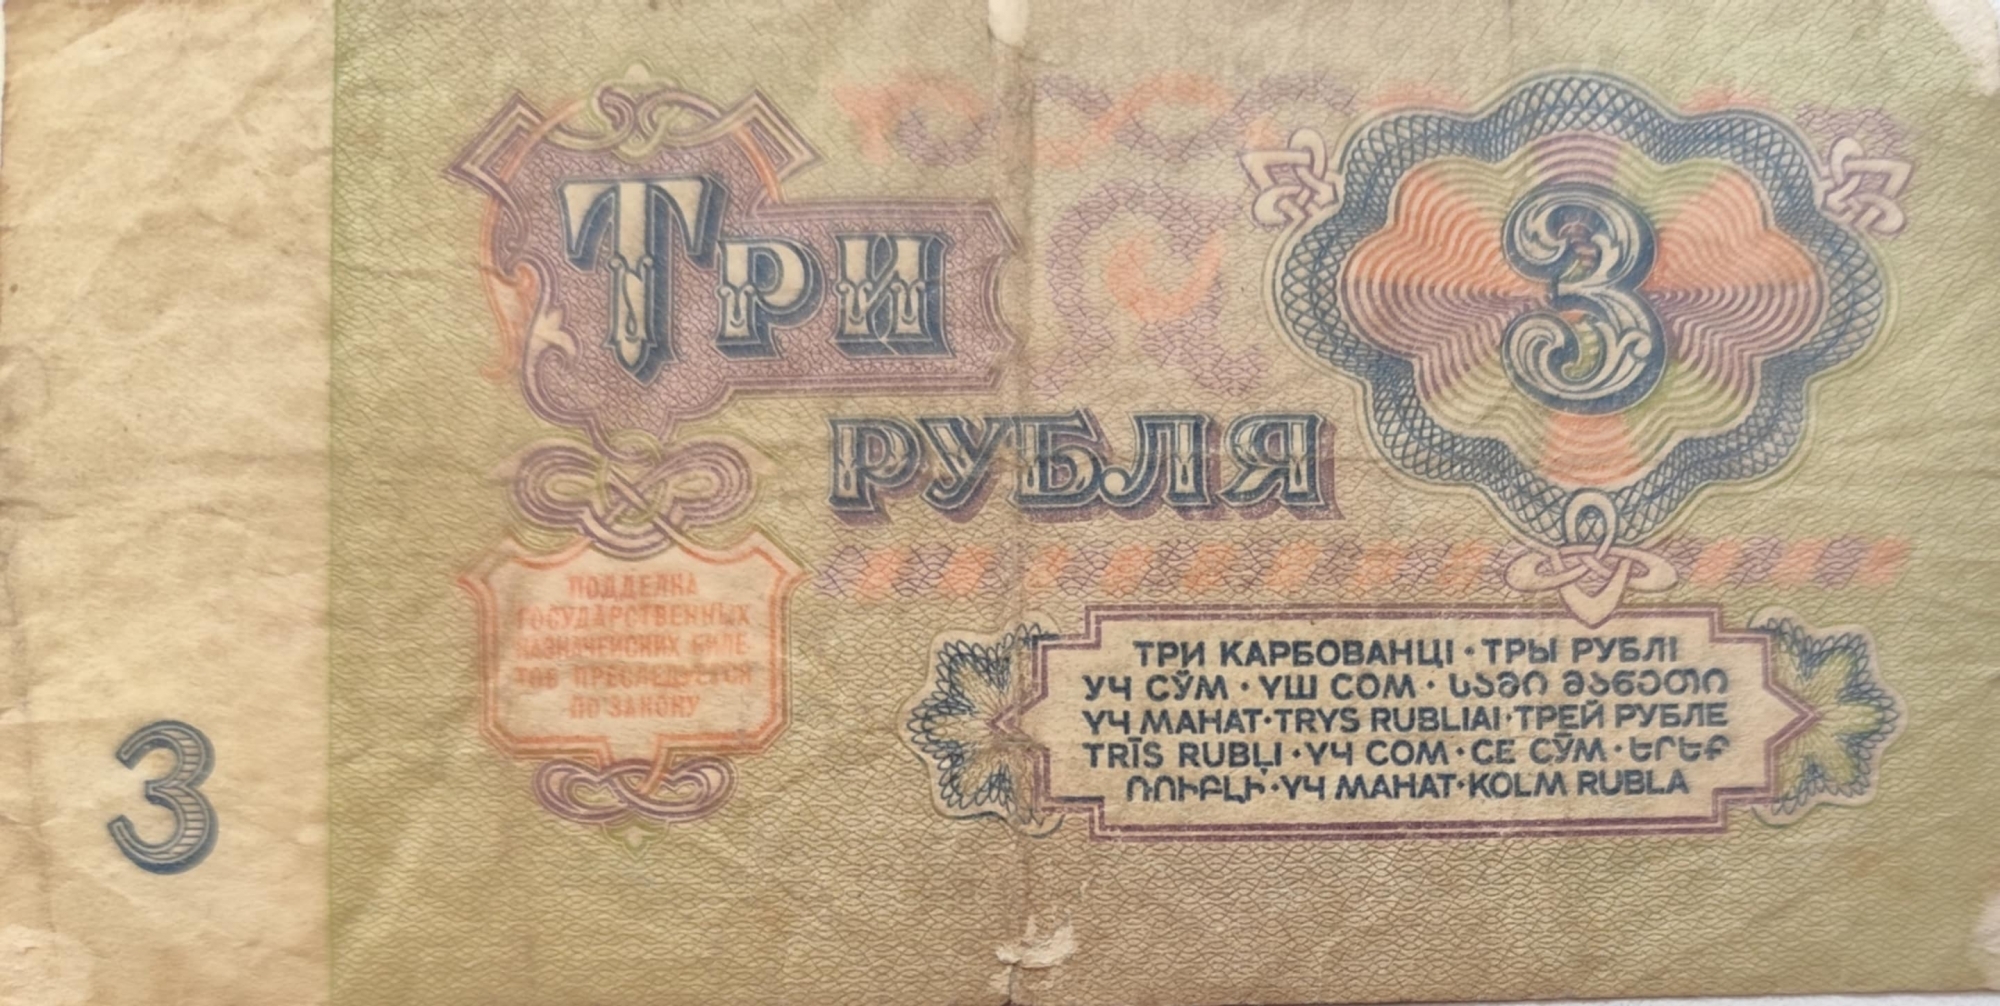 ТРИ
РУБЛЯ
3
ПОДДЕЛКА
ГОСУДАРСТВЕННЫХ
КАЗНАЧЕЙСКИХ БИЛЕ-
ТОВ ПРЕСЛЕДУЕТСЯ
ПО ЗАКОНУ
ТРИ КАРБОВАНЦІ · ТРЫ РУБЛІ
УЧ СЎМ · ҮШ СОМ · ᲡᲐᲛᲘ ᲛᲐᲜᲔᲗᲘ
ҮЧ МАНАТ · TRYS RUBLIAI · ТРЕЙ РУБЛЕ
TRĪS RUBĻI · ҮЧ СОМ · СЕ СӮМ · ԵՐԵՔ
ՌՈՒԲԼԻ · ҮЧ МАНАТ · KOLM RUBLA
3